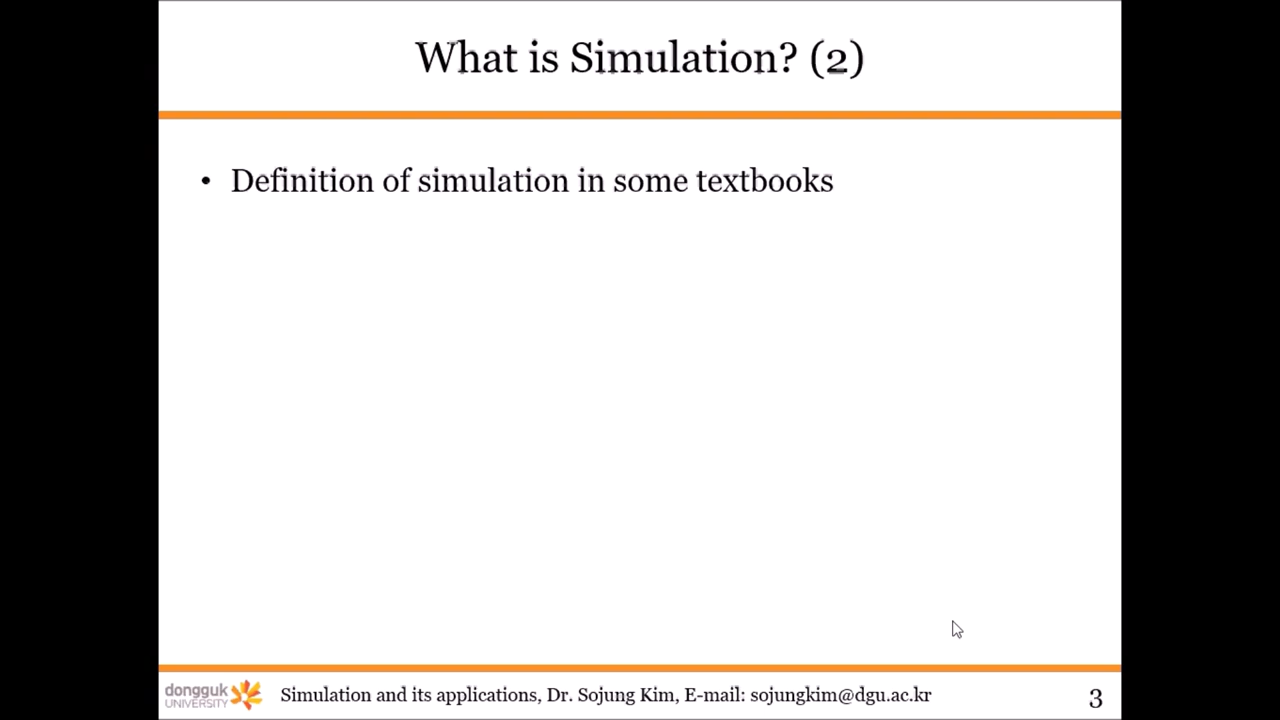 What is Simulation? (2)
• Definition of simulation in some textbooks
dongguk
UNIVERSITY
Simulation and its applications, Dr. Sojung Kim, E-mail: sojungkim@dgu.ac.kr
3